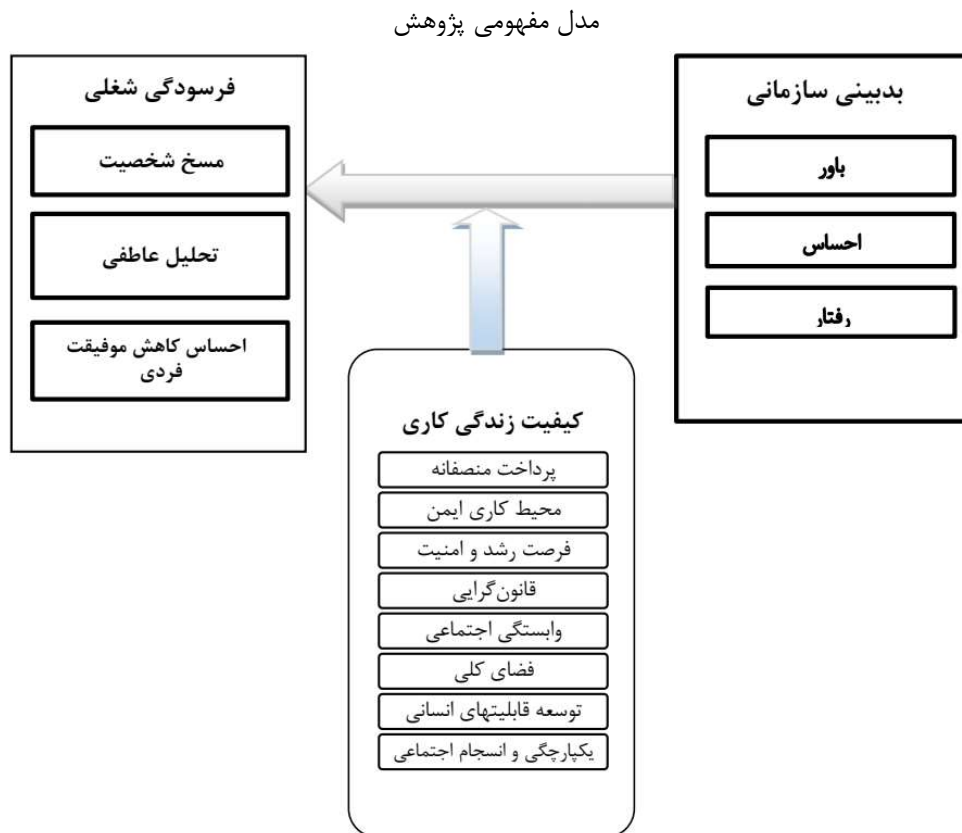 مدل مفهومی پژوهش
بدبینی سازمانی
باور
احساس
رفتار
فرسودگی شغلی
مسخ شخصیت
تحلیل عاطفی
احساس کاهش موفیقت
فردی
کیفیت زندگی کاری
پرداخت منصفانه
محیط کاری ایمن
فرصت رشد و امنیت
قانون‌گرایی
وابستگی اجتماعی
فضای کلی
توسعه قابلیتهای انسانی
یکپارچگی و انسجام اجتماعی